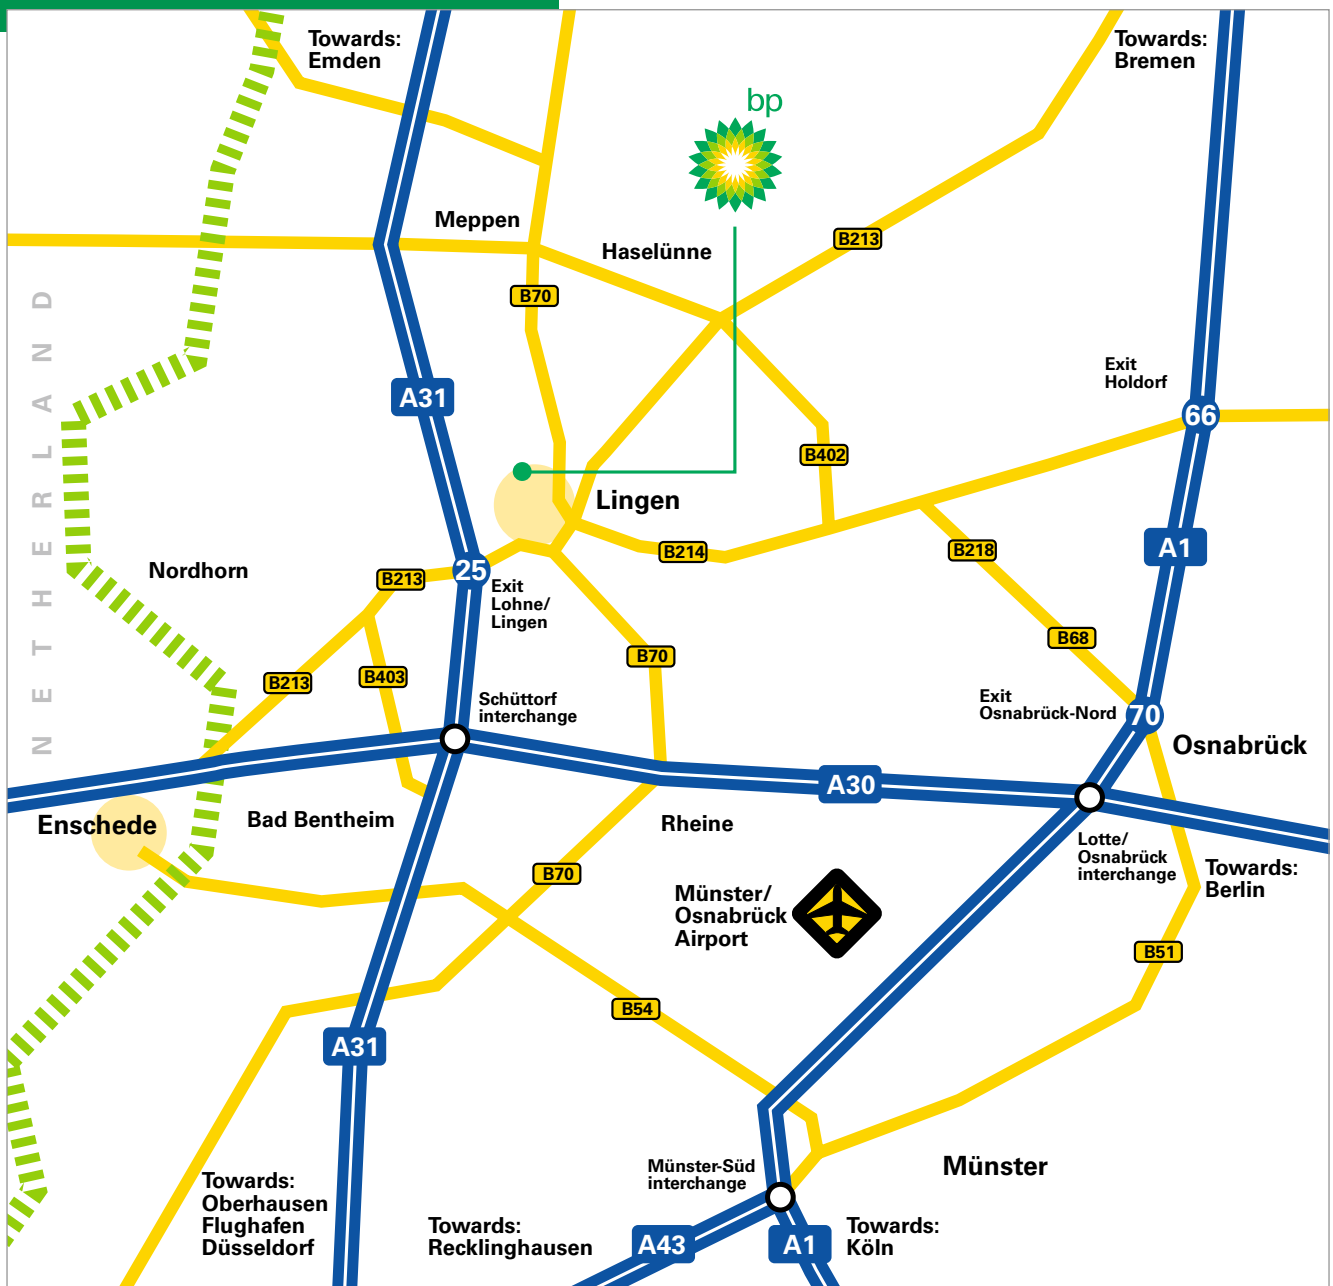 Towards:
Emden
Towards:
Bremen
bp
Meppen
Haselünne
B213
B70
NETHERLAND
Exit
Holdorf
A31
66
B402
Lingen
B214
B218
A1
Nordhorn
B213
25
Exit
Lohne/
Lingen
B68
B70
B213
B403
Schüttorf
interchange
Exit
Osnabrück-Nord
70
Osnabrück
A30
Enschede
Bad Bentheim
Rheine
Lotte/
Osnabrück
interchange
Towards:
Berlin
B70
Münster/
Osnabrück
Airport
B51
B54
A31
Münster-Süd
interchange
Münster
Towards:
Oberhausen
Flughafen
Düsseldorf
Towards:
Recklinghausen
A43
A1
Towards:
Köln